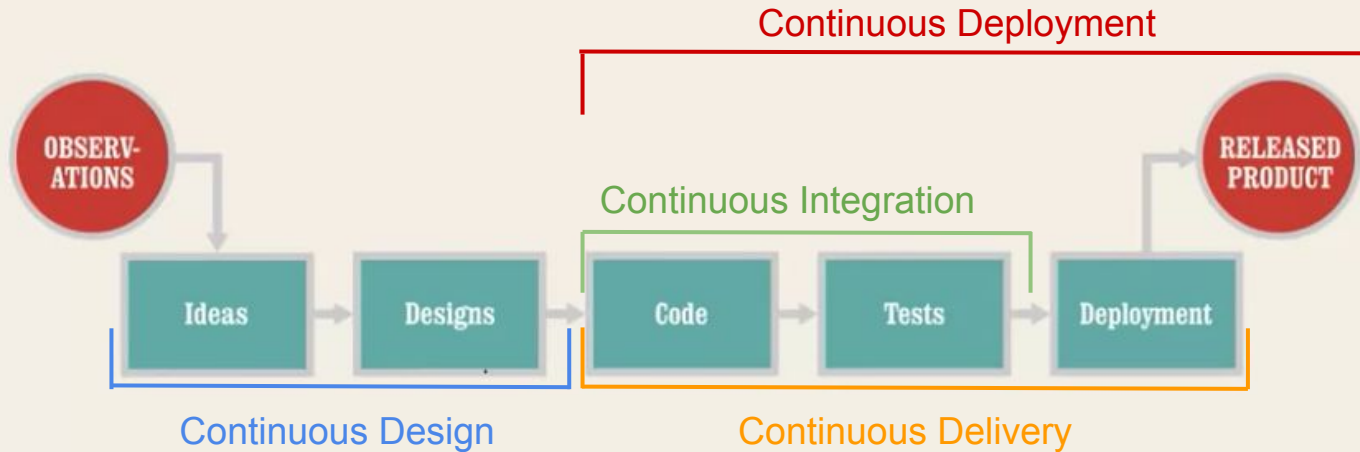 Continuous Deployment
OBSERV-
ATIONS
RELEASED
PRODUCT
Continuous Integration
Ideas
Designs
Code
Tests
Deployment
Continuous Design
Continuous Delivery